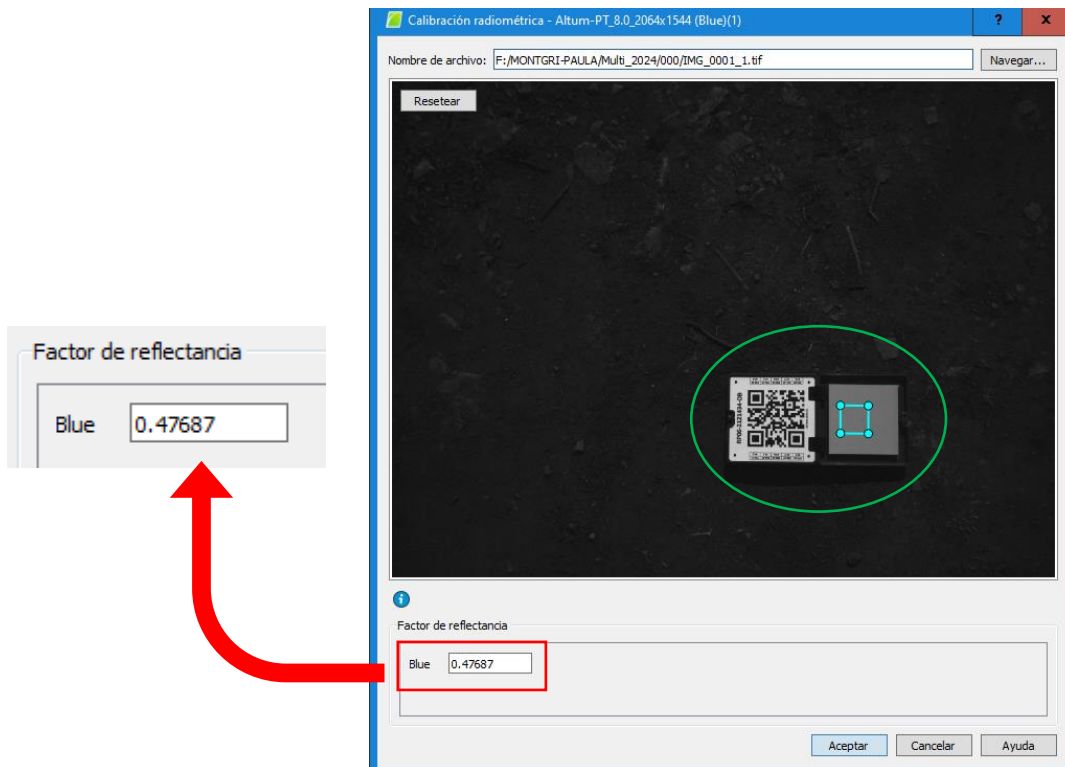 Calibración radiométrica - Altum-PT_8.0_2064x1544 (Blue)(1)
? x
Nombre de archivo: F:/MONTGRI-PAULA/Multi_2024/000/IMG_0001_1.tif Navegar...
Resetear
Factor de reflectancia
Blue 0.47687
Factor de reflectancia
Blue 0.47687
Aceptar Cancelar Ayuda